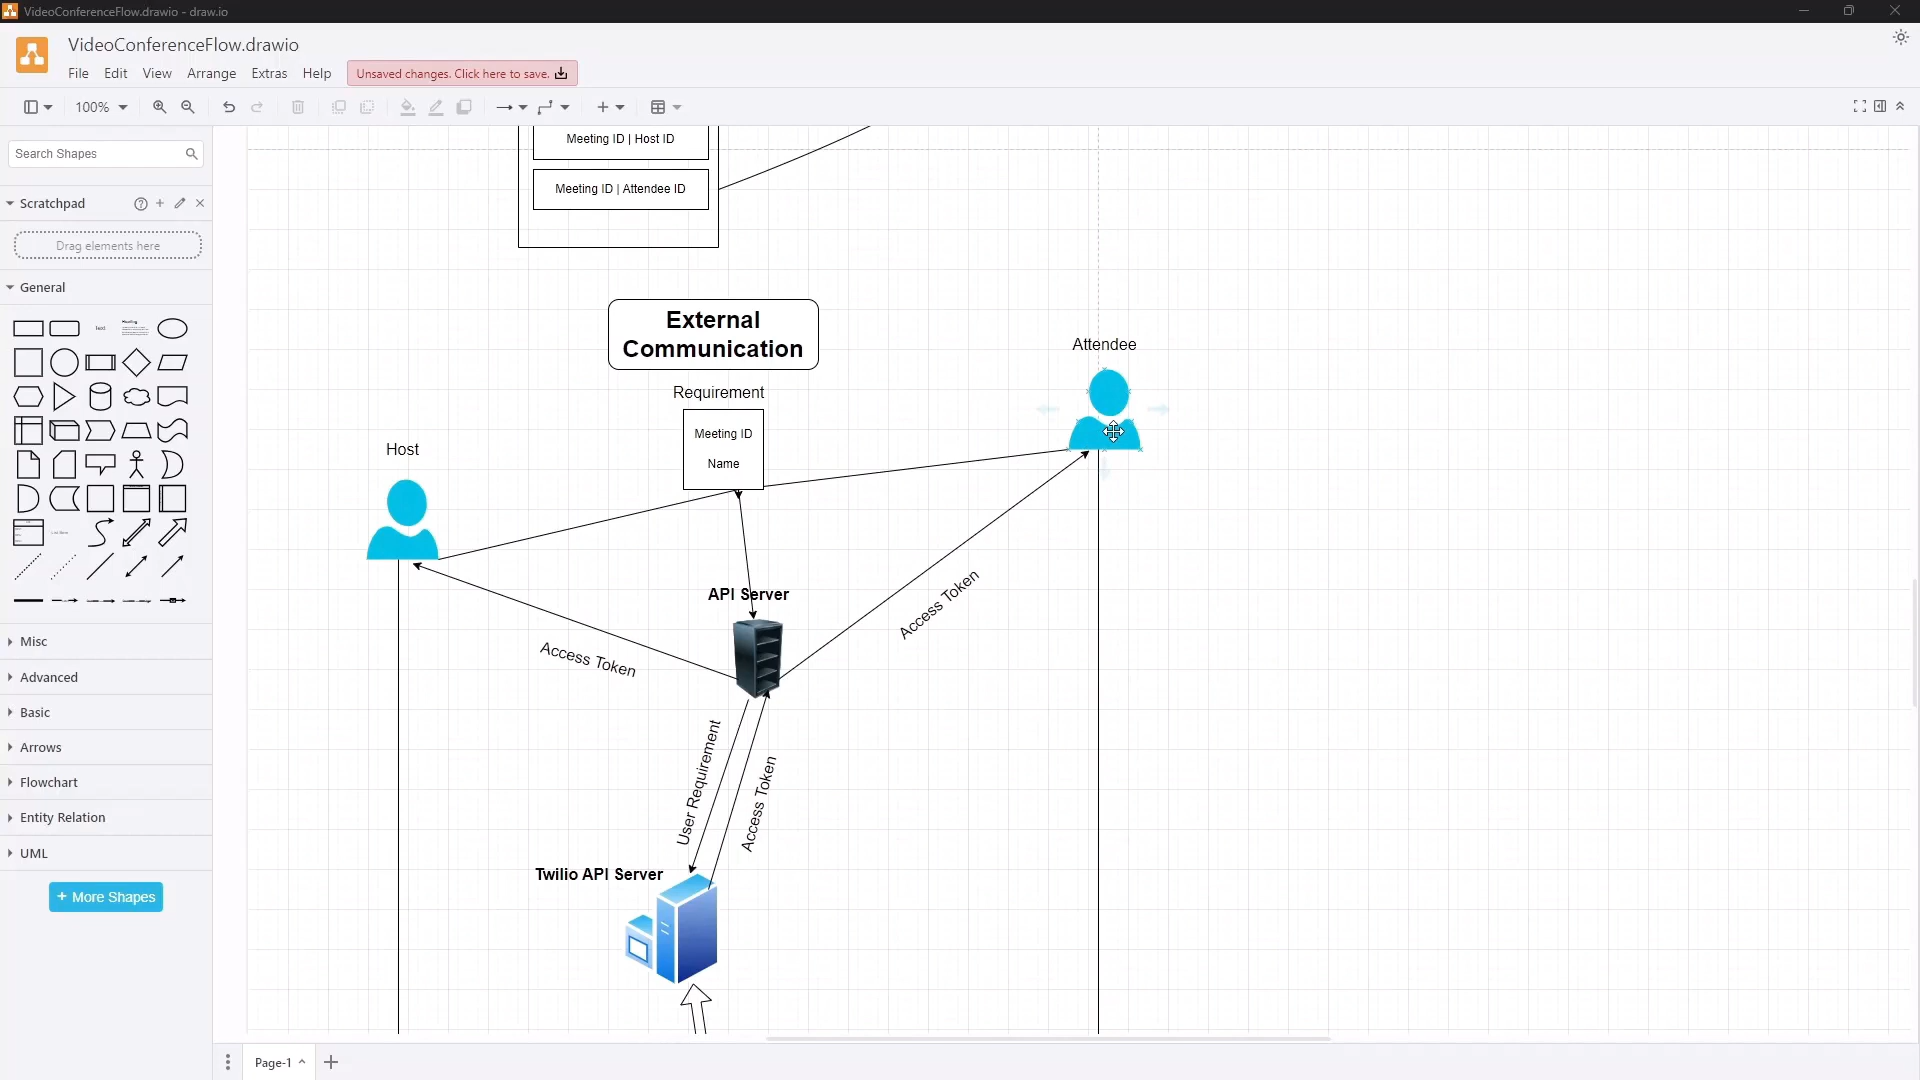 VideoConferenceFlow.drawio - draw.io
VideoConferenceFlow.drawio
File Edit View Arrange Extras Help
Unsaved changes. Click here to save.
100%
Search Shapes
Scratchpad
Drag elements here
General
Text
Heading
Misc
Advanced
Basic
Arrows
Flowchart
Entity Relation
UML
+ More Shapes
Meeting ID | Host ID
Meeting ID | Attendee ID
External
Communication
Attendee
Requirement
Meeting ID
Name
Host
API Server
Access Token
Access Token
User Requirement
Access Token
Twilio API Server
Page-1